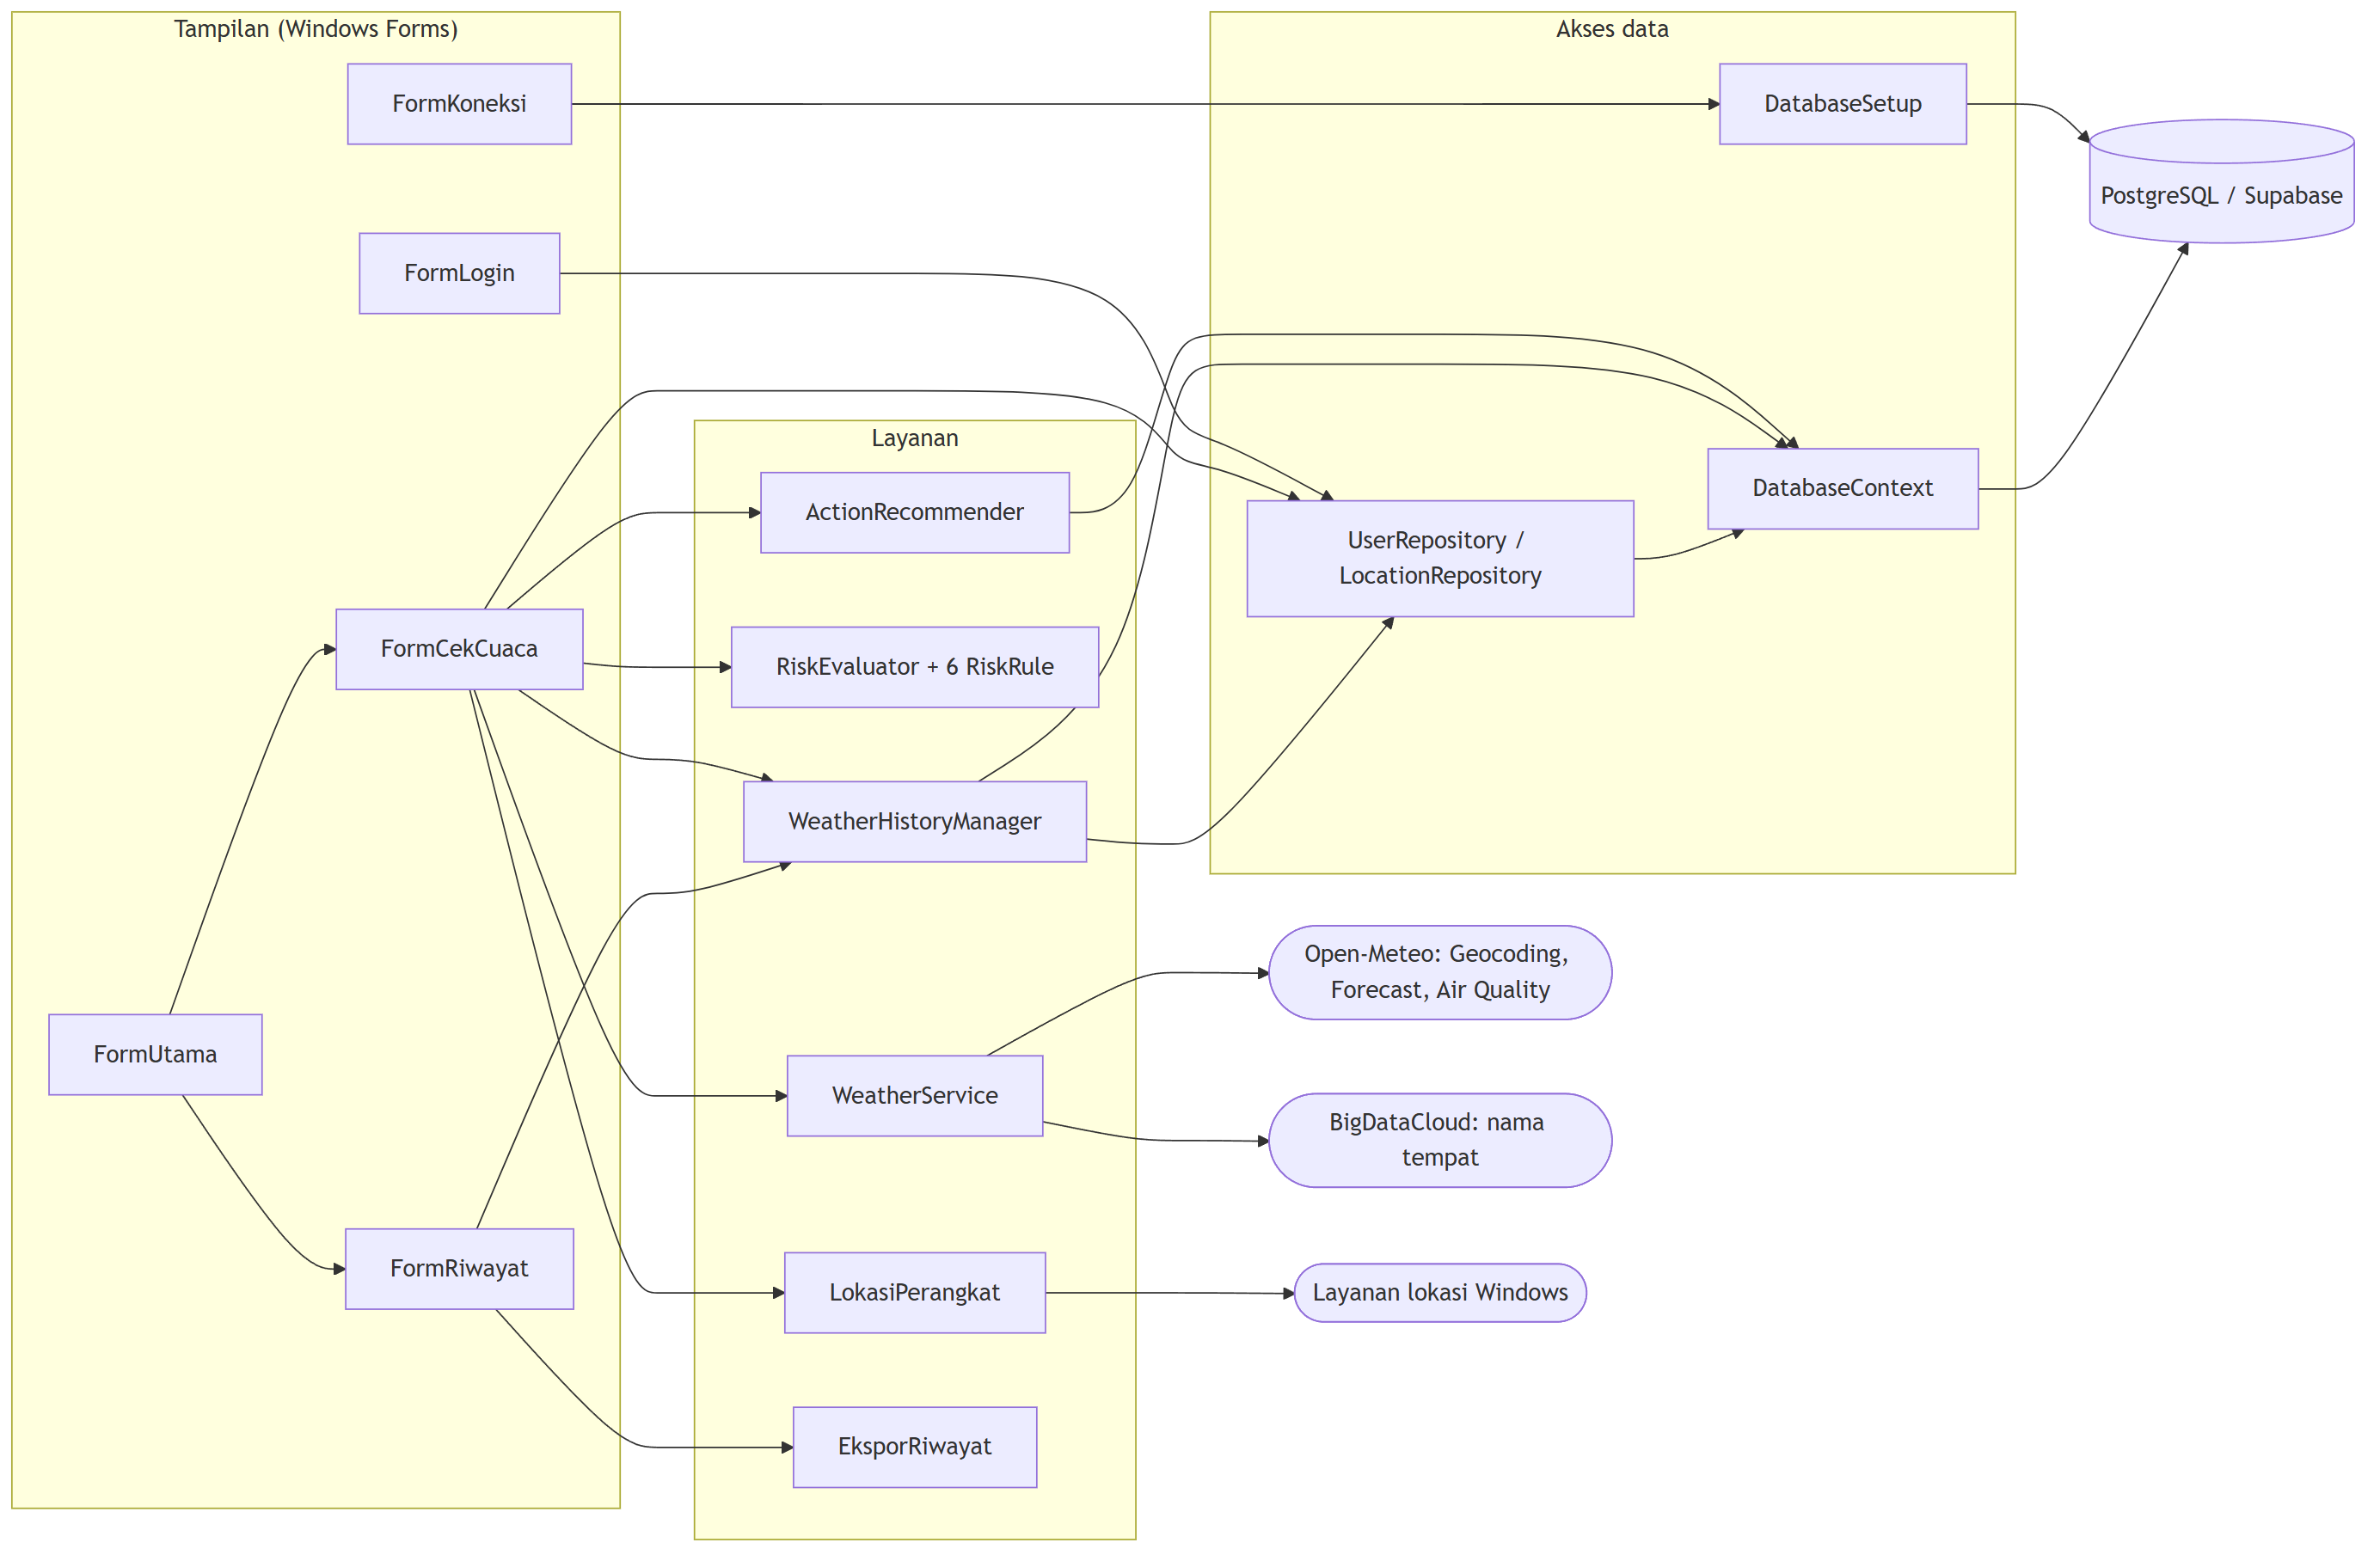 Tampilan (Windows Forms)
FormKoneksi
FormLogin
FormCekCuaca
FormUtama
FormRiwayat
Layanan
ActionRecommender
RiskEvaluator + 6 RiskRule
WeatherHistoryManager
WeatherService
LokasiPerangkat
EksporRiwayat
Akses data
DatabaseSetup
UserRepository /
LocationRepository
DatabaseContext
PostgreSQL / Supabase
Open-Meteo: Geocoding,
Forecast, Air Quality
BigDataCloud: nama
tempat
Layanan lokasi Windows